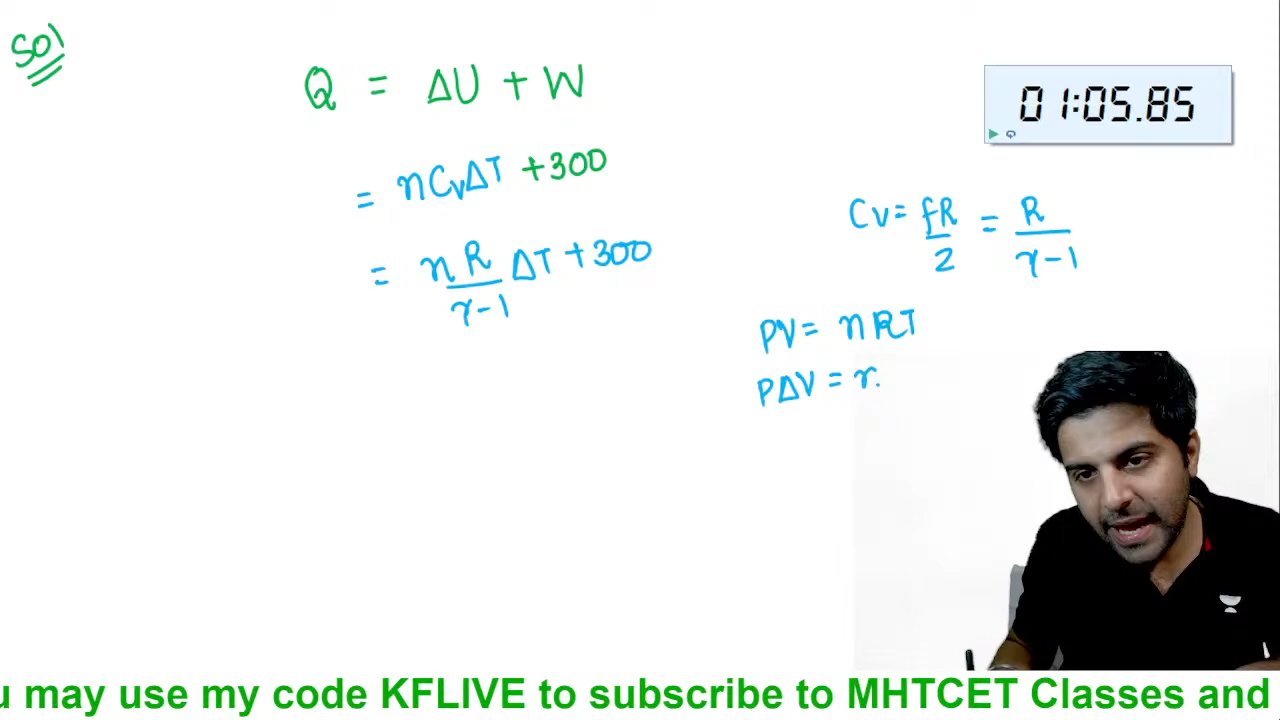 Sol
Q = ΔU + W
01:05.85
= nCvΔT + 300
Cv = fR/2 = R/γ-1
= nR/γ-1 ΔT + 300
PV = nRT
PΔV = n
u may use my code KFLIVE to subscribe to MHTCET Classes and